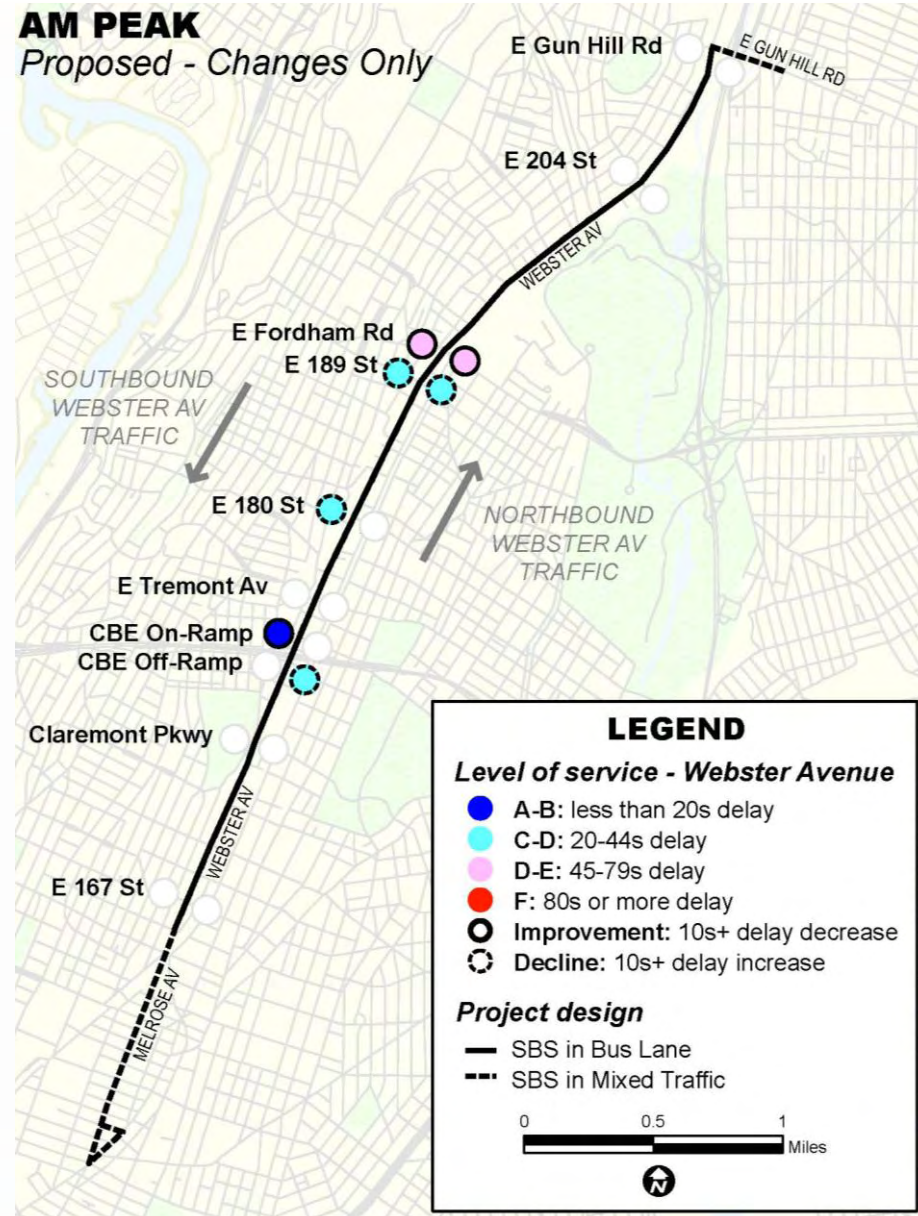 AM PEAK
Proposed - Changes Only
E Gun Hill Rd
E GUN HILL RD
E 204 St
WEBSTER AV
E Fordham Rd
E 189 St
SOUTHBOUND
WEBSTER AV
TRAFFIC
E 180 St
NORTHBOUND
WEBSTER AV
TRAFFIC
E Tremont Av
CBE On-Ramp
CBE Off-Ramp
Claremont Pkwy
WEBSTER AV
E 167 St
MELROSE AV
LEGEND
Level of service - Webster Avenue
A-B: less than 20s delay
C-D: 20-44s delay
D-E: 45-79s delay
F: 80s or more delay
Improvement: 10s+ delay decrease
Decline: 10s+ delay increase
Project design
SBS in Bus Lane
SBS in Mixed Traffic
0 0.5 1
Miles
N